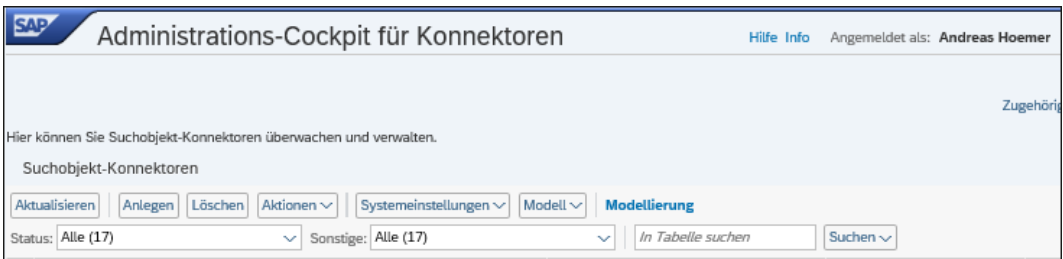 SAP
Administrations-Cockpit für Konnektoren Hilfe Info Angemeldet als: Andreas Hoemer
Hier können Sie Suchobjekt-Konnektoren überwachen und verwalten.
Suchobjekt-Konnektoren
Aktualisieren Anlegen Löschen Aktionen Systemeinstellungen Modell Modellierung
Status: Alle (17) Sonstige: Alle (17) In Tabelle suchen Suchen